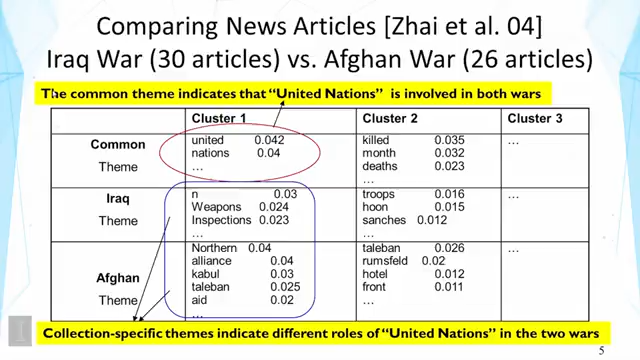 Comparing News Articles [Zhai et al. 04]
Iraq War (30 articles) vs. Afghan War (26 articles)
The common theme indicates that “United Nations” is involved in both wars
Cluster 1 Cluster 2 Cluster 3
Common Theme
united 0.042
nations 0.04
…
killed 0.035
month 0.032
deaths 0.023
…
…
Iraq Theme
n 0.03
Weapons 0.024
Inspections 0.023
…
troops 0.016
hoon 0.015
sanches 0.012
…
…
Afghan Theme
Northern 0.04
alliance 0.04
kabul 0.03
taleban 0.025
aid 0.02
…
taleban 0.026
rumsfeld 0.02
hotel 0.012
front 0.011
…
…
Collection-specific themes indicate different roles of “United Nations” in the two wars
5